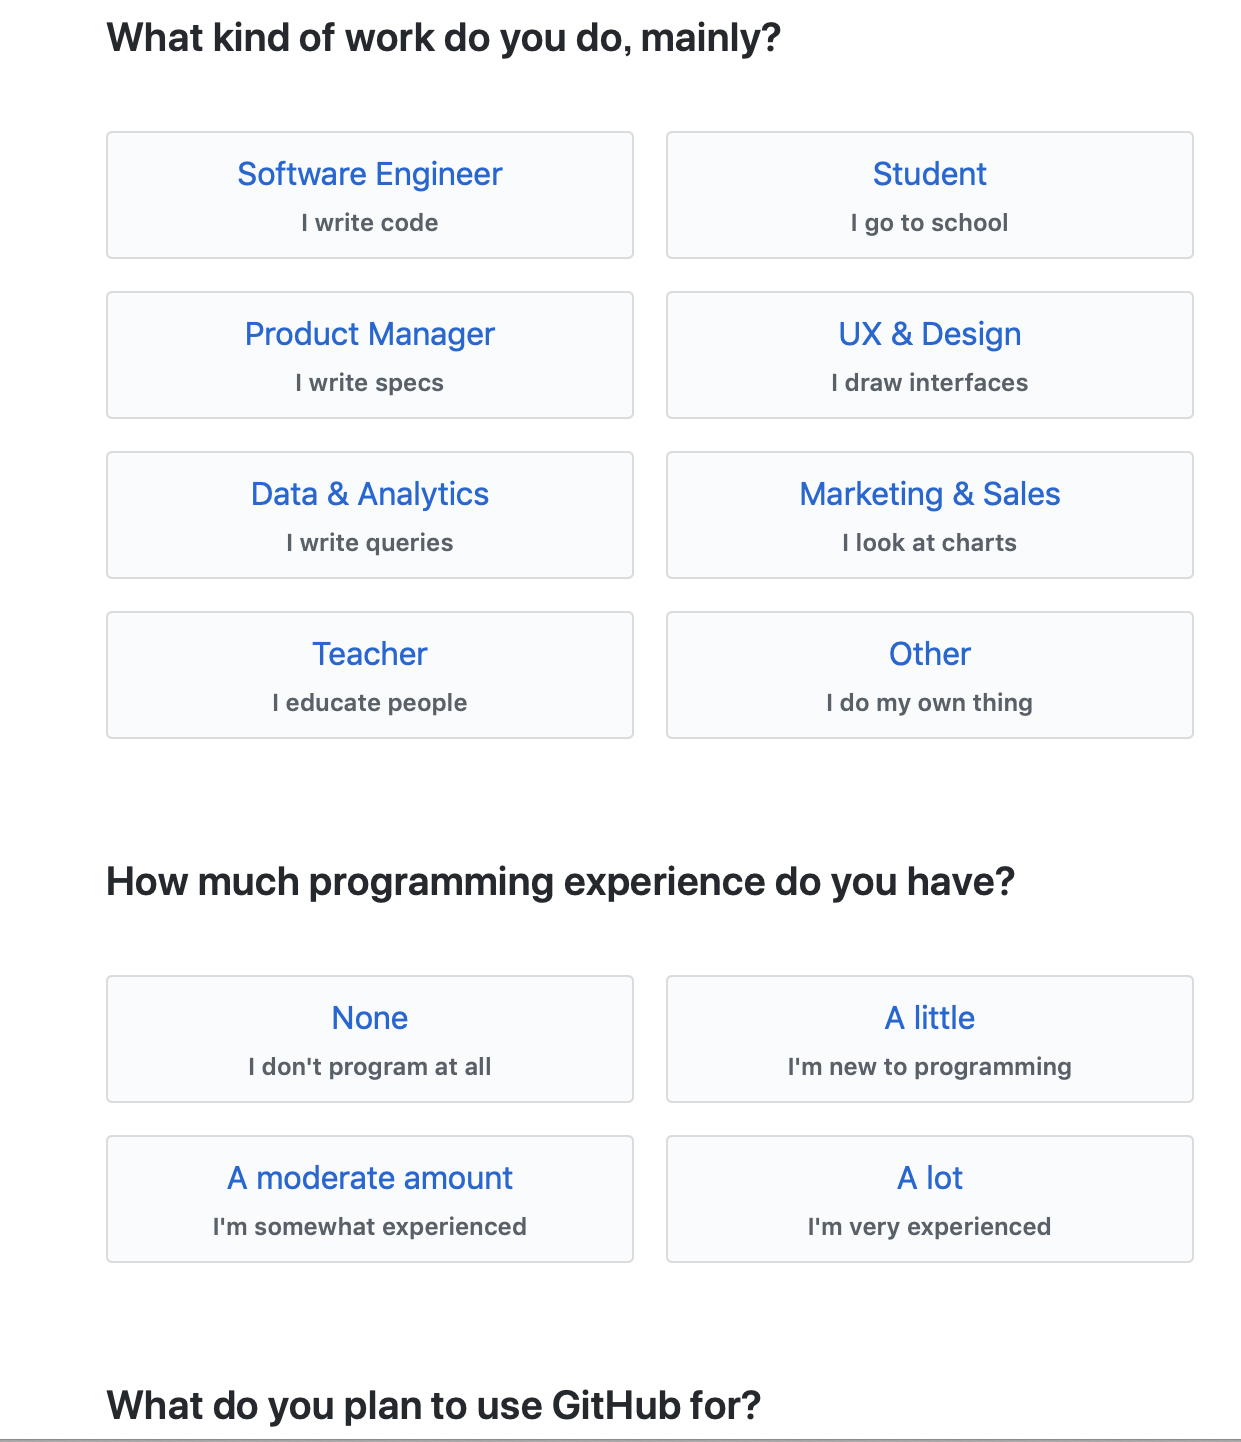 What kind of work do you do, mainly?
Software Engineer
I write code
Student
I go to school
Product Manager
I write specs
UX & Design
I draw interfaces
Data & Analytics
I write queries
Marketing & Sales
I look at charts
Teacher
I educate people
Other
I do my own thing
How much programming experience do you have?
None
I don't program at all
A little
I'm new to programming
A moderate amount
I'm somewhat experienced
A lot
I'm very experienced
What do you plan to use GitHub for?